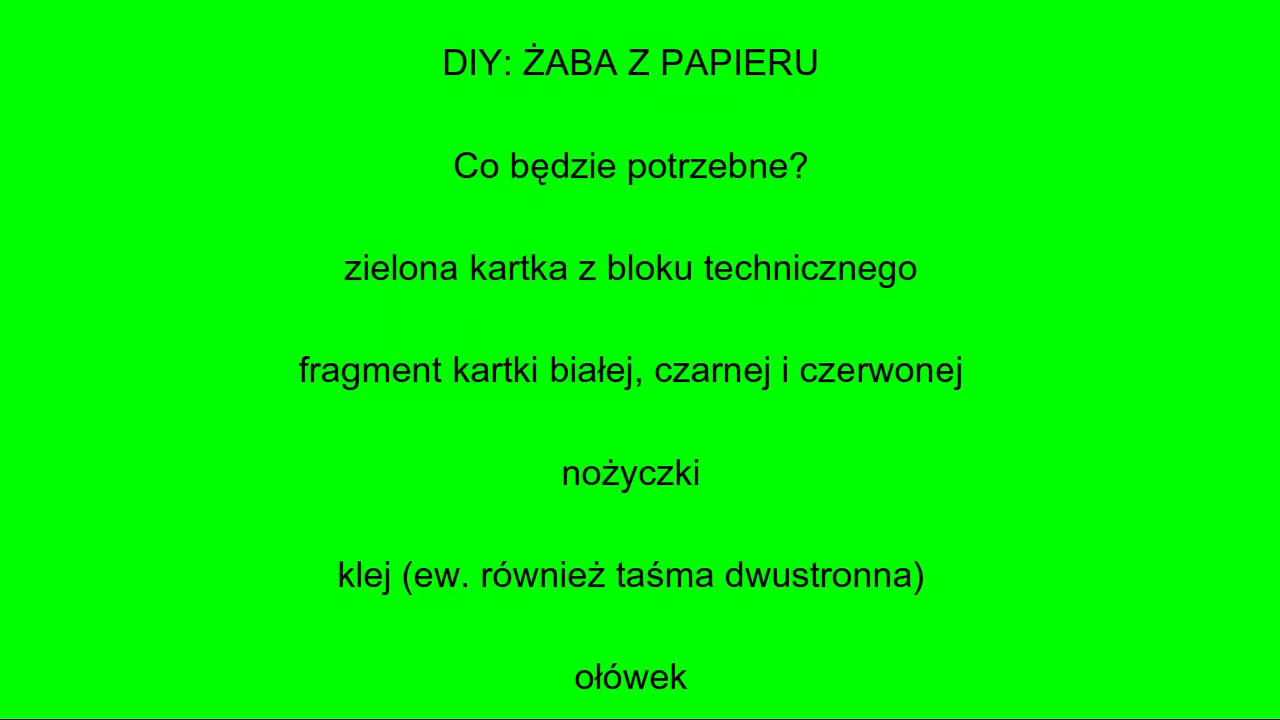 DIY: ŻABA Z PAPIERU
Co będzie potrzebne?
zielona kartka z bloku technicznego
fragment kartki białej, czarnej i czerwonej
nożyczki
klej (ew. również taśma dwustronna)
ołówek